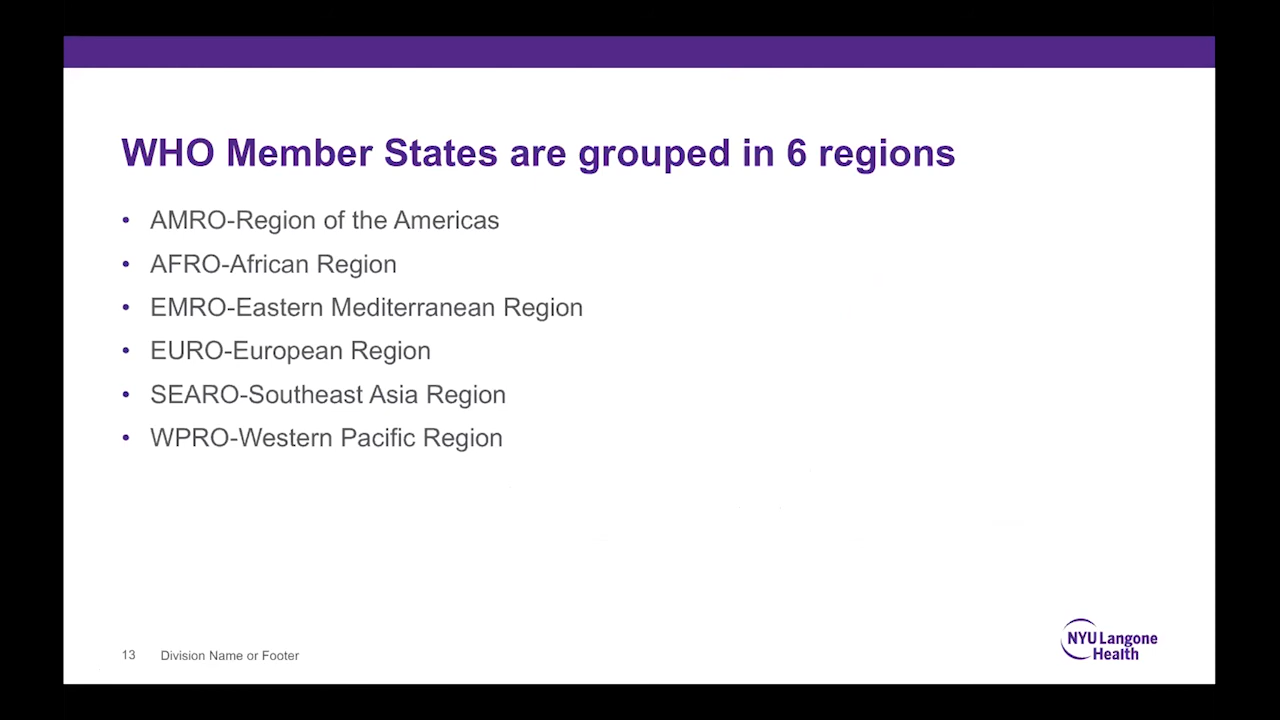 WHO Member States are grouped in 6 regions
• AMRO-Region of the Americas
• AFRO-African Region
• EMRO-Eastern Mediterranean Region
• EURO-European Region
• SEARO-Southeast Asia Region
• WPRO-Western Pacific Region
13 Division Name or Footer
NYU Langone
Health